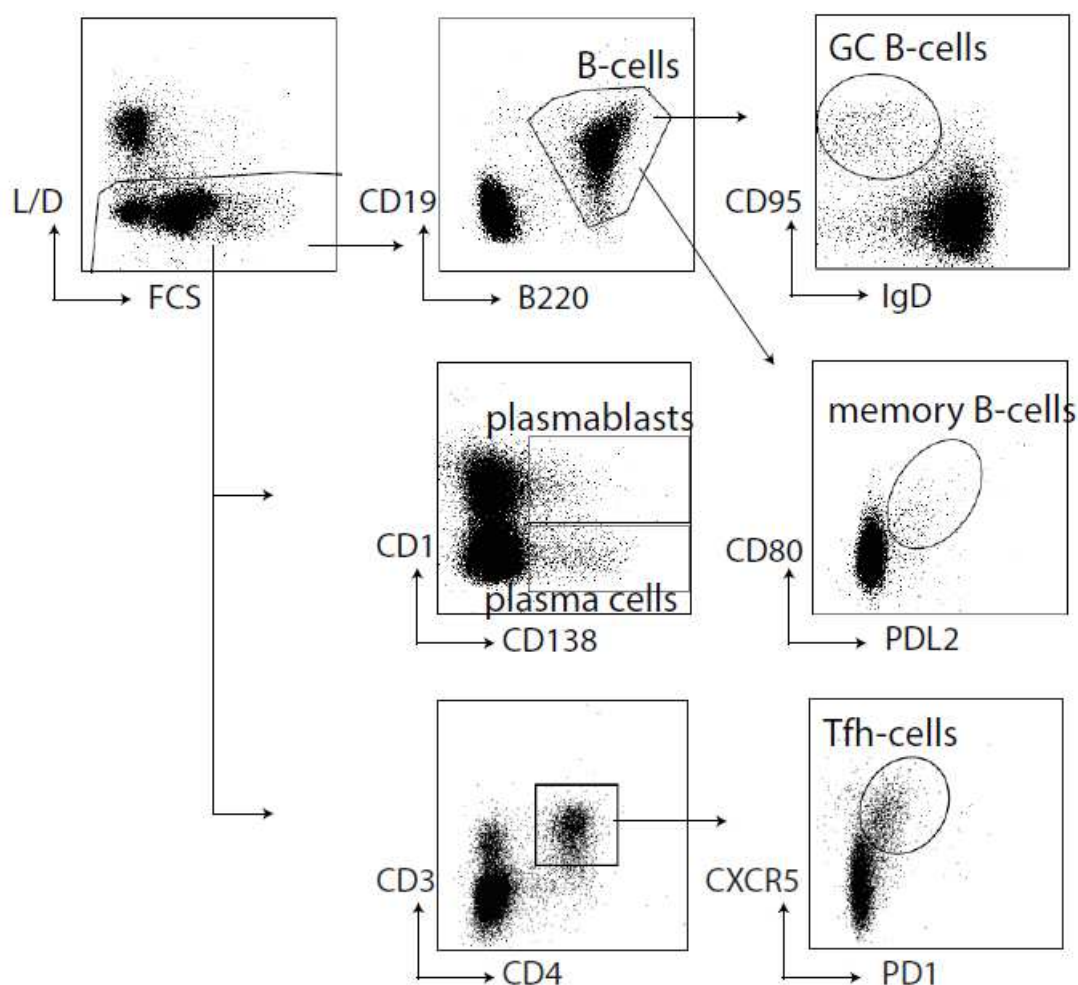 GC B-cells
B-cells
L/D
CD19
CD95
FCS
B220
IgD
plasmablasts
memory B-cells
CD1
CD80
plasma cells
CD138
PDL2
Tfh-cells
CD3
CXCR5
CD4
PD1